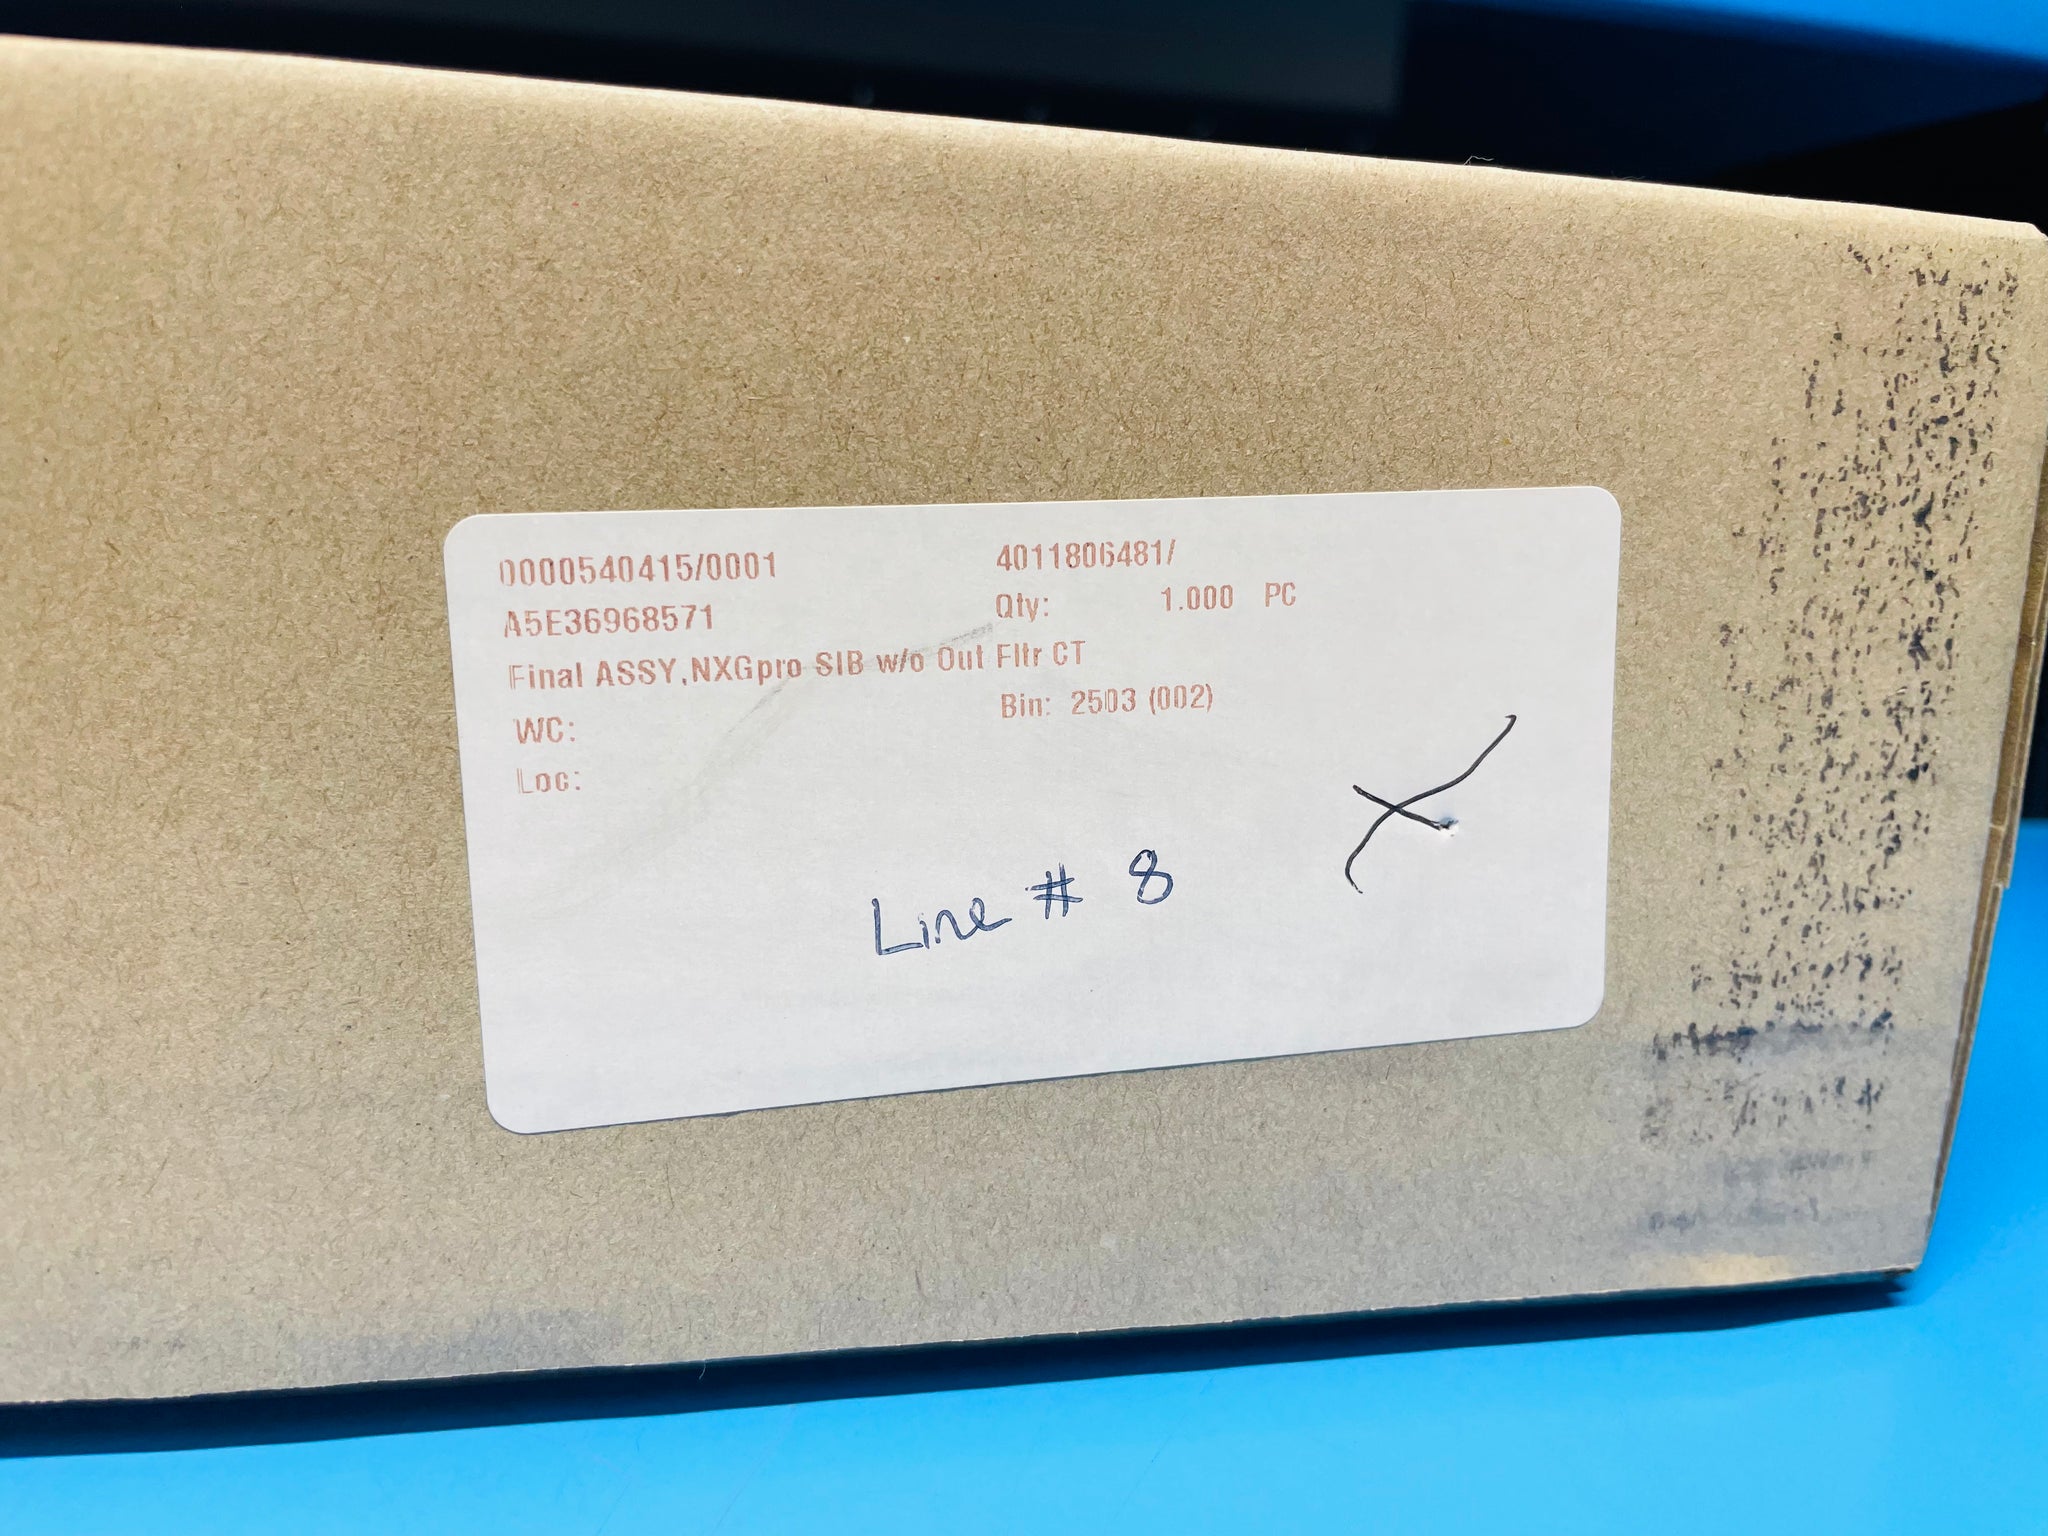 0000540415/0001 4011806481/
A5E36968571 Qty: 1.000 PC
Final ASSY,NXGpro SIB w/o Out Fltr CT
WC: Bin: 2503 (002)
Loc:
Line # 8
X